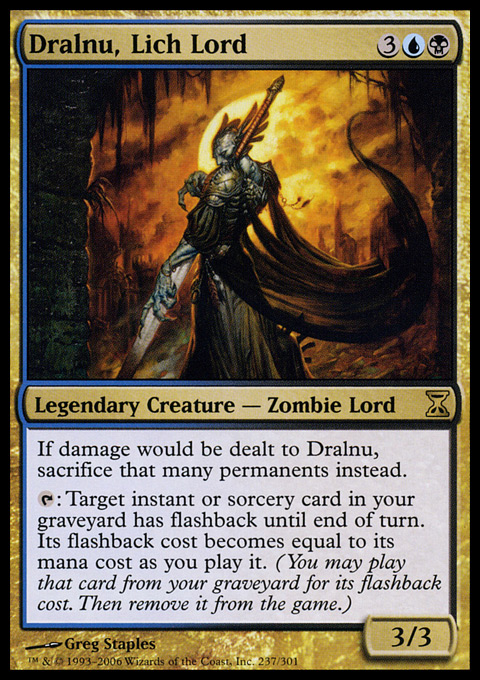 Dralnu, Lich Lord 3
Legendary Creature — Zombie Lord
If damage would be dealt to Dralnu,
sacrifice that many permanents instead.
: Target instant or sorcery card in your
graveyard has flashback until end of turn.
Its flashback cost becomes equal to its
mana cost as you play it. (You may play
that card from your graveyard for its flashback
cost. Then remove it from the game.)
3/3
Greg Staples
™ & © 1993–2006 Wizards of the Coast, Inc. 237/301